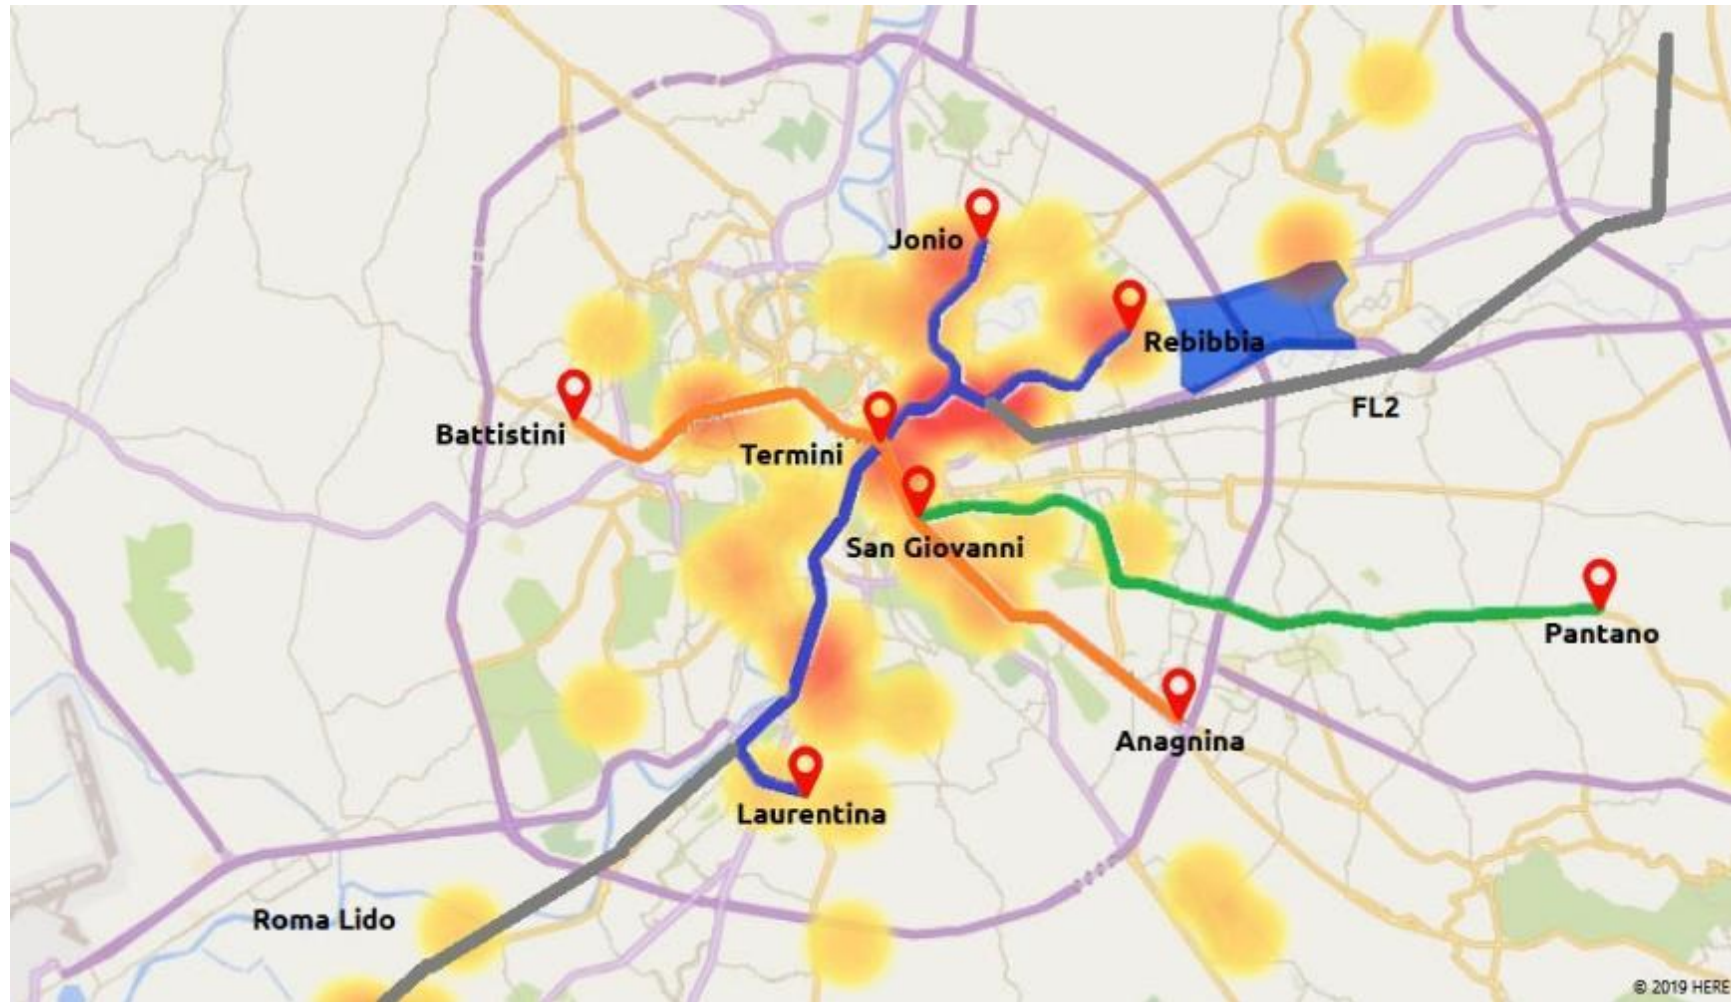 Jonio
Rebibbia
FL2
Battistini
Termini
San Giovanni
Pantano
Anagnina
Laurentina
Roma Lido
© 2019 HERE